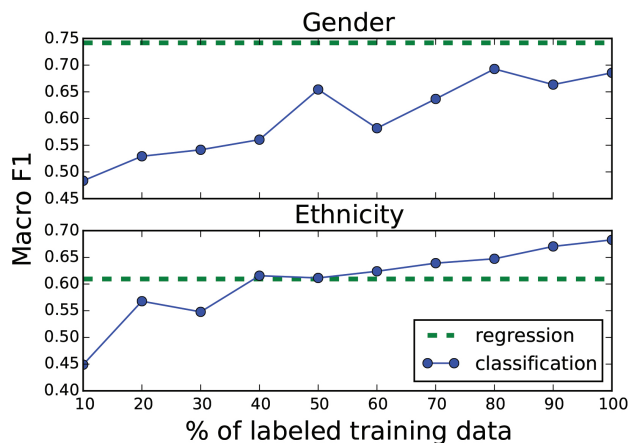 Gender
0.75
0.70
0.65
0.60
0.55
0.50
0.45
Macro F1
Ethnicity
0.70
0.65
0.60
0.55
0.50
0.45
0.40
regression
classification
10 20 30 40 50 60 70 80 90 100
% of labeled training data